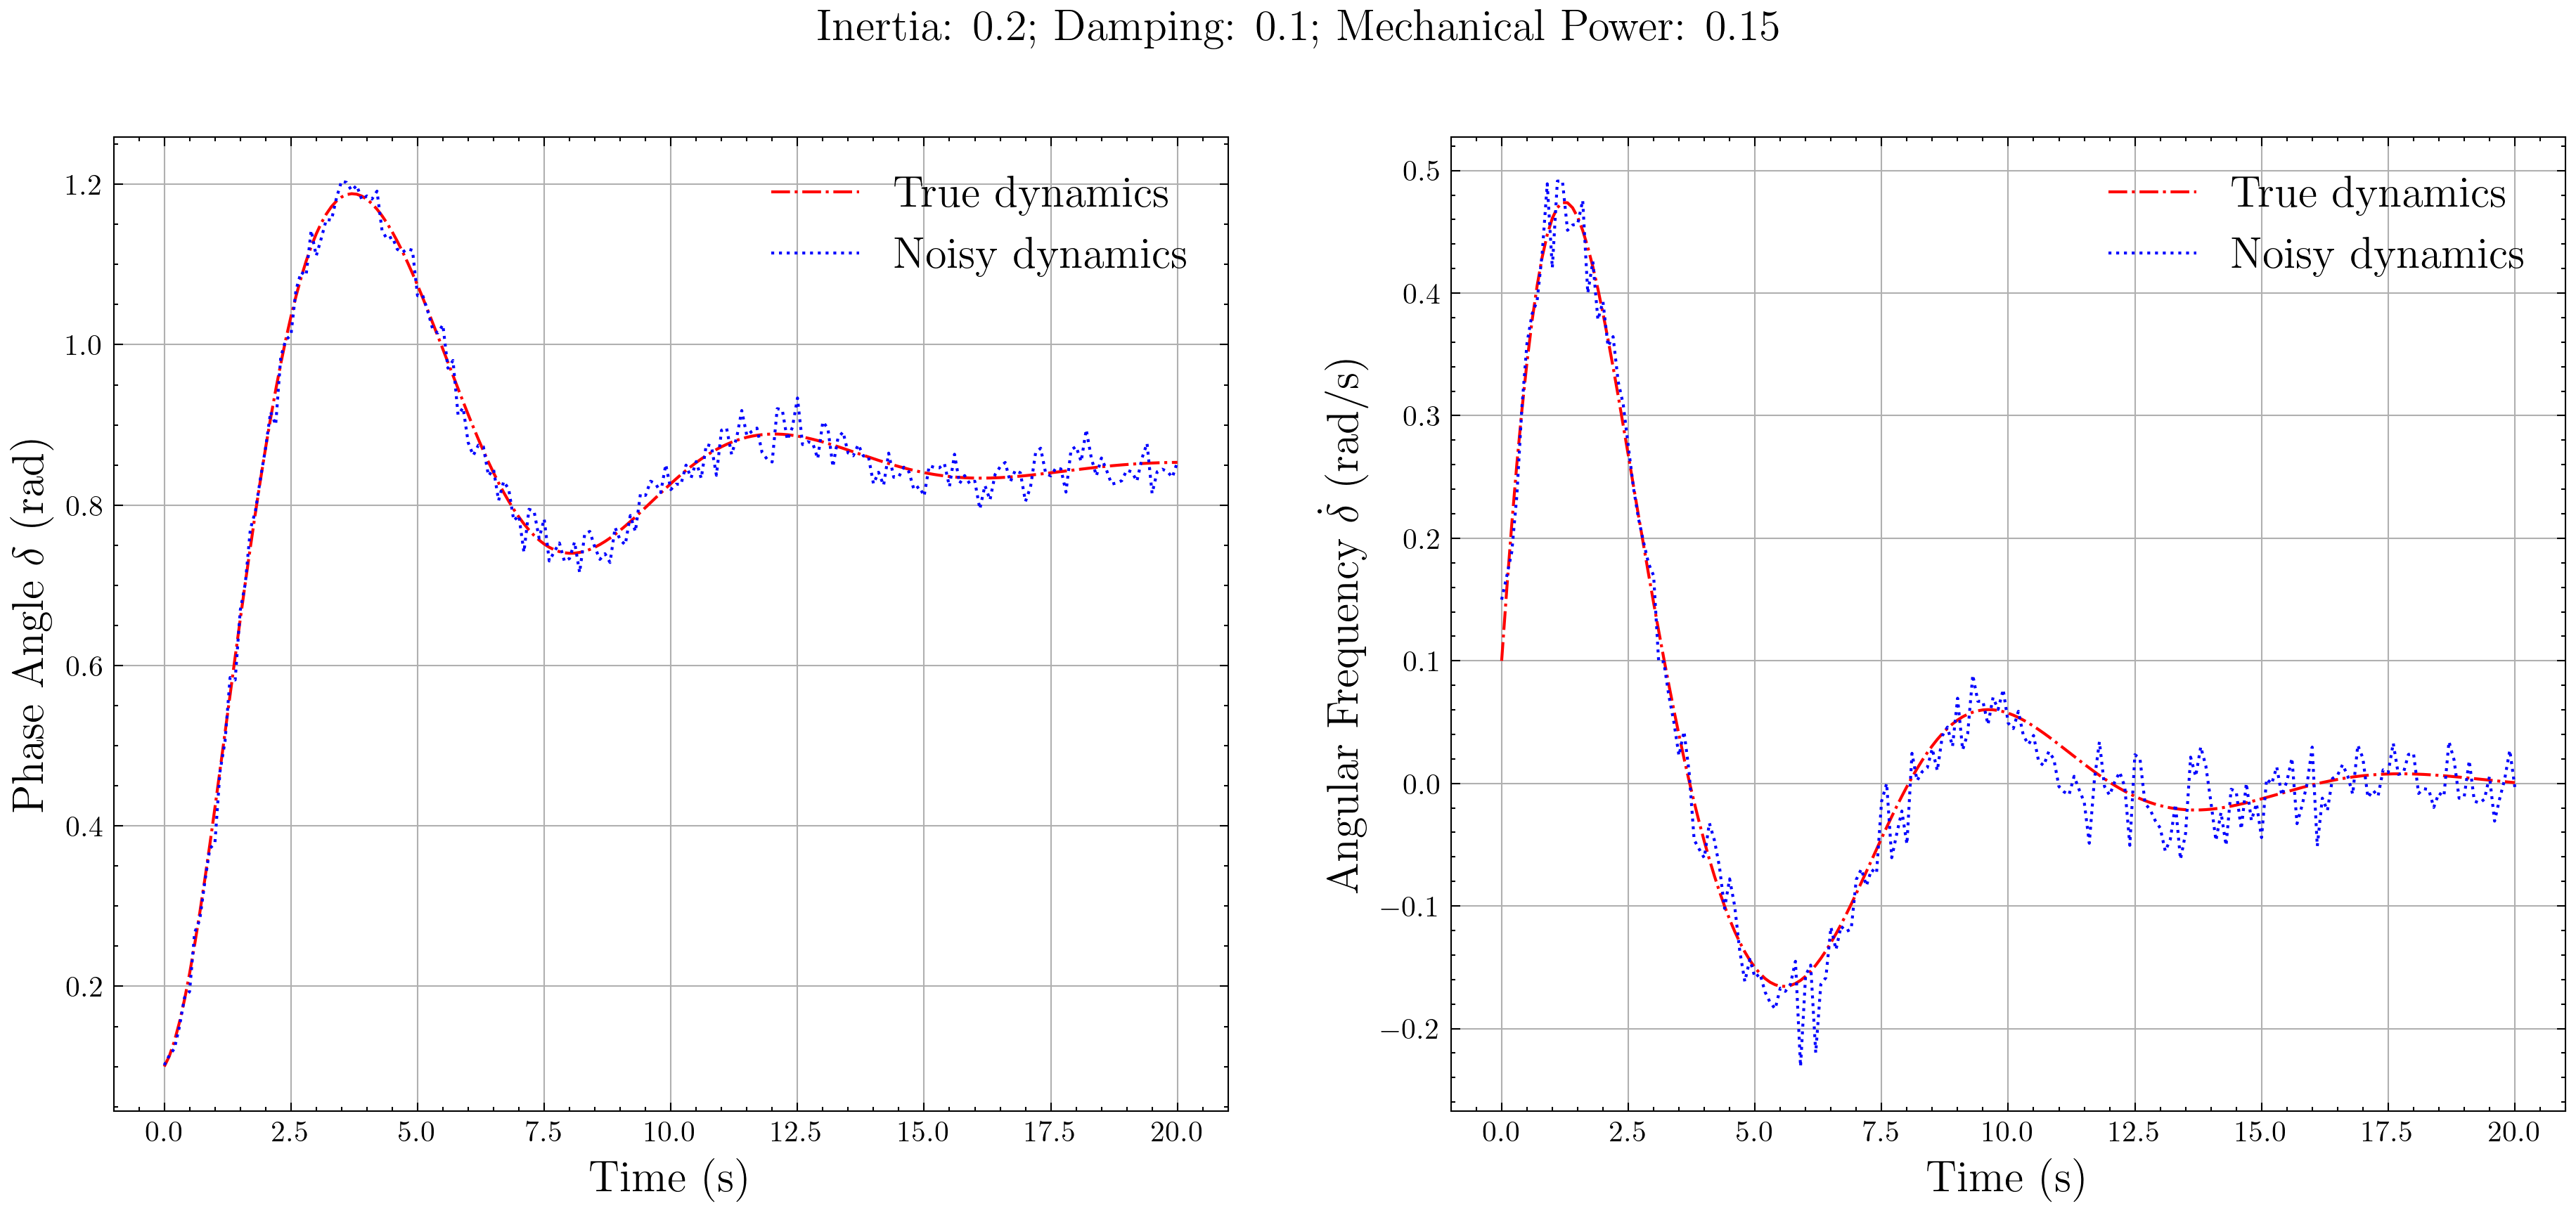 Inertia: 0.2; Damping: 0.1; Mechanical Power: 0.15
Phase Angle δ (rad)
1.2
1.0
0.8
0.6
0.4
0.2
True dynamics
Noisy dynamics
0.0 2.5 5.0 7.5 10.0 12.5 15.0 17.5 20.0
Time (s)
Angular Frequency δ̇ (rad/s)
0.5
0.4
0.3
0.2
0.1
0.0
−0.1
−0.2
True dynamics
Noisy dynamics
0.0 2.5 5.0 7.5 10.0 12.5 15.0 17.5 20.0
Time (s)